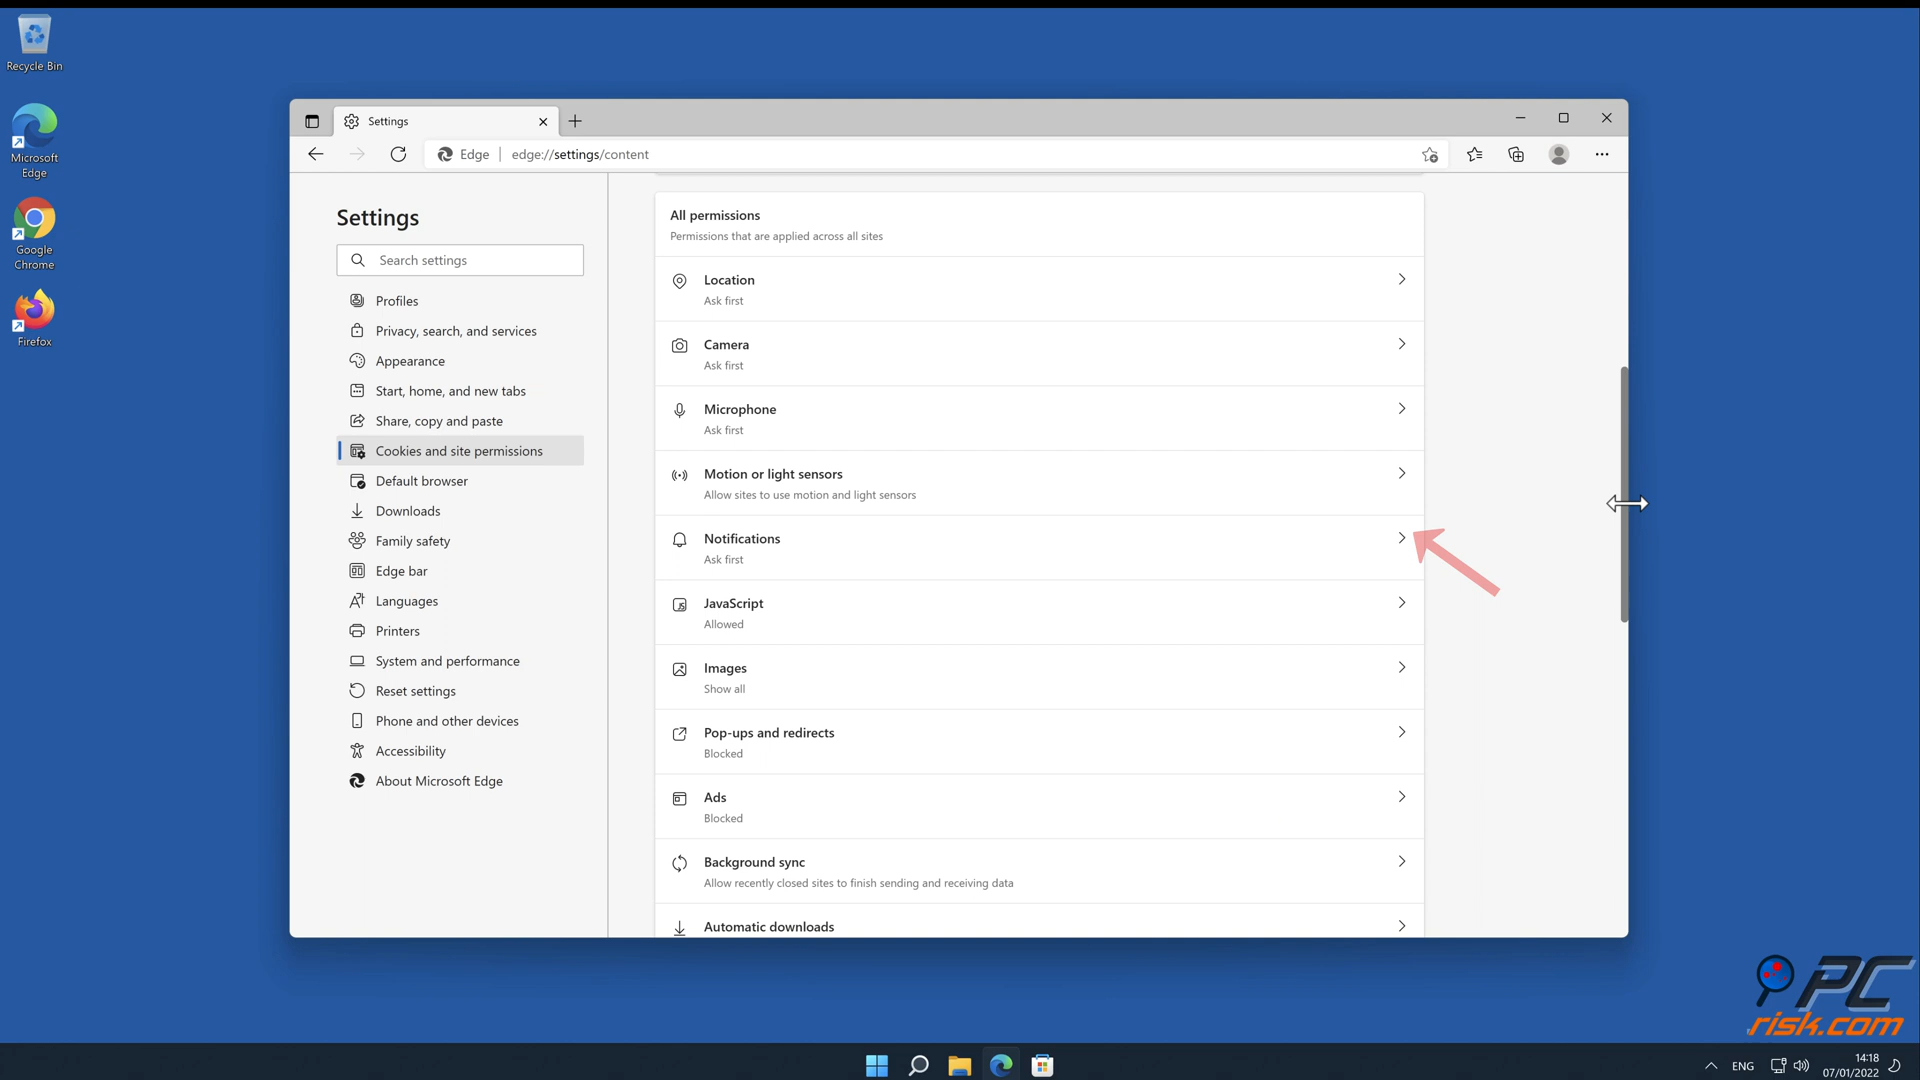 Recycle Bin
Microsoft
Edge
Google
Chrome
Firefox
Settings
Edge
edge://settings/content
Settings
Search settings
Profiles
Privacy, search, and services
Appearance
Start, home, and new tabs
Share, copy and paste
Cookies and site permissions
Default browser
Downloads
Family safety
Edge bar
Languages
Printers
System and performance
Reset settings
Phone and other devices
Accessibility
About Microsoft Edge
All permissions
Permissions that are applied across all sites
Location
Ask first
Camera
Ask first
Microphone
Ask first
Motion or light sensors
Allow sites to use motion and light sensors
Notifications
Ask first
JavaScript
Allowed
Images
Show all
Pop-ups and redirects
Blocked
Ads
Blocked
Background sync
Allow recently closed sites to finish sending and receiving data
Automatic downloads
PC
risk.com
ENG
14:18
07/01/2022